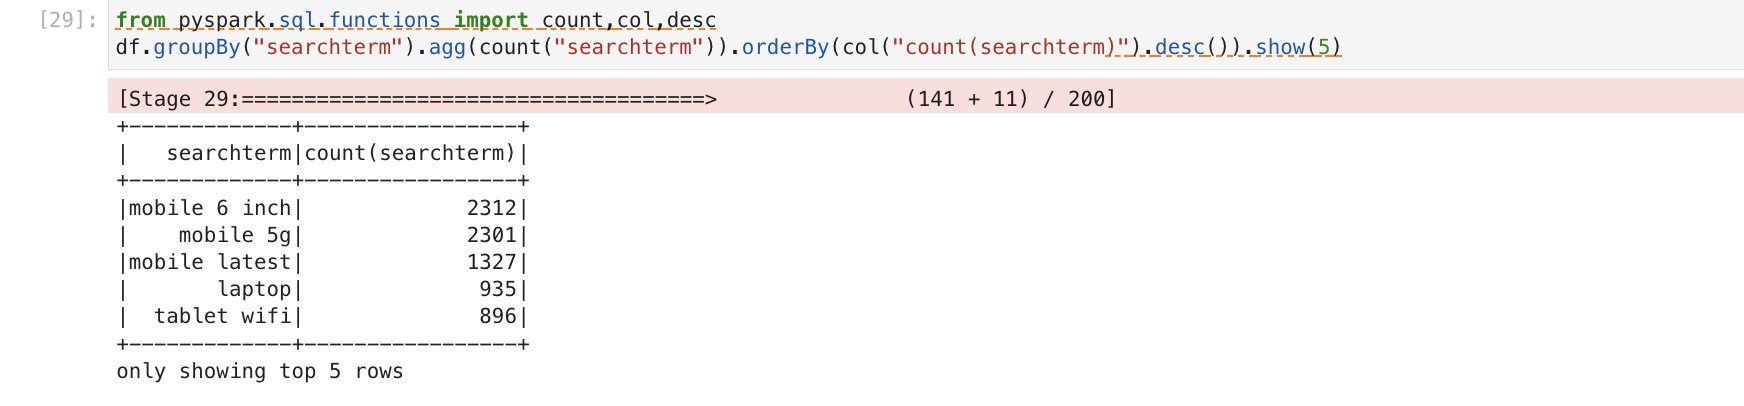 [29]: from pyspark.sql.functions import count,col,desc
df.groupBy("searchterm").agg(count("searchterm")).orderBy(col("count(searchterm)").desc()).show(5)
[Stage 29:=====================================>               (141 + 11) / 200]
+-------------+-----------------+
|   searchterm|count(searchterm)|
+-------------+-----------------+
|mobile 6 inch|             2312|
|    mobile 5g|             2301|
|mobile latest|             1327|
|       laptop|              935|
|  tablet wifi|              896|
+-------------+-----------------+
only showing top 5 rows